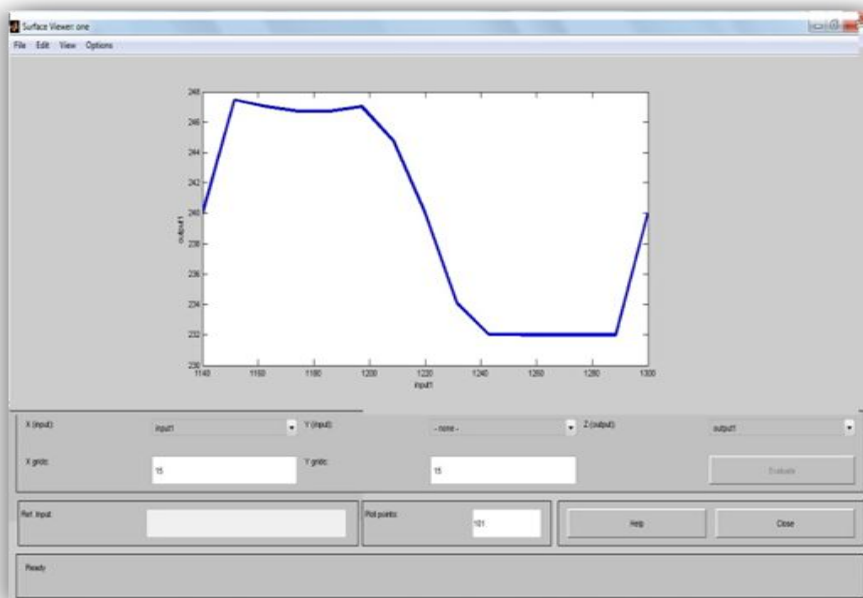 Surface Viewer: one
File Edit View Options
248
246
244
242
240
238
236
234
232
230
output1
1140 1160 1180 1200 1220 1240 1260 1280 1300
input1
X (input): input1 Y (input): - none - Z (output): output1
X grids: 15 Y grids: 15 Evaluate
Ref. Input: Plot points: 101 Help Close
Ready